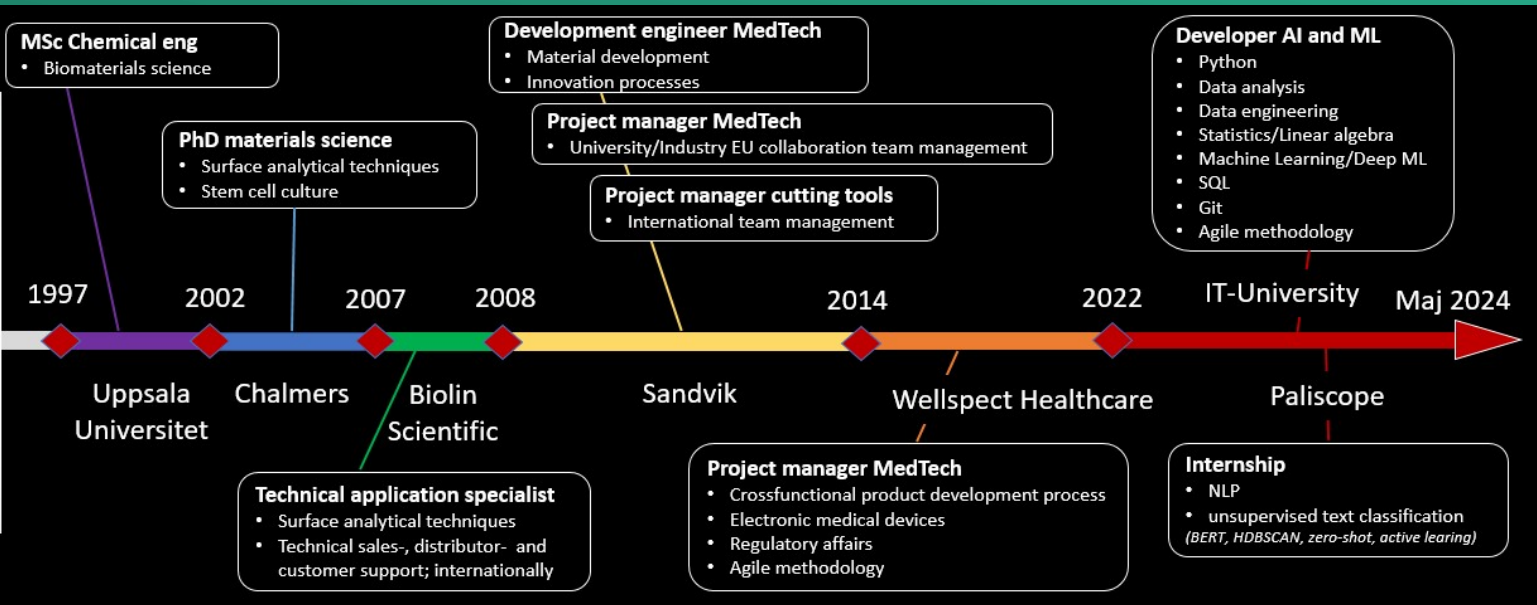 MSc Chemical eng
• Biomaterials science
PhD materials science
• Surface analytical techniques
• Stem cell culture
Development engineer MedTech
• Material development
• Innovation processes
Project manager MedTech
• University/Industry EU collaboration team management
Project manager cutting tools
• International team management
Developer AI and ML
• Python
• Data analysis
• Data engineering
• Statistics/Linear algebra
• Machine Learning/Deep ML
• SQL
• Git
• Agile methodology
1997
2002
2007
2008
2014
2022
IT-University
Maj 2024
Uppsala
Universitet
Chalmers
Biolin
Scientific
Sandvik
Wellspect Healthcare
Paliscope
Technical application specialist
• Surface analytical techniques
• Technical sales-, distributor- and
customer support; internationally
Project manager MedTech
• Crossfunctional product development process
• Electronic medical devices
• Regulatory affairs
• Agile methodology
Internship
• NLP
• unsupervised text classification
(BERT, HDBSCAN, zero-shot, active learing)